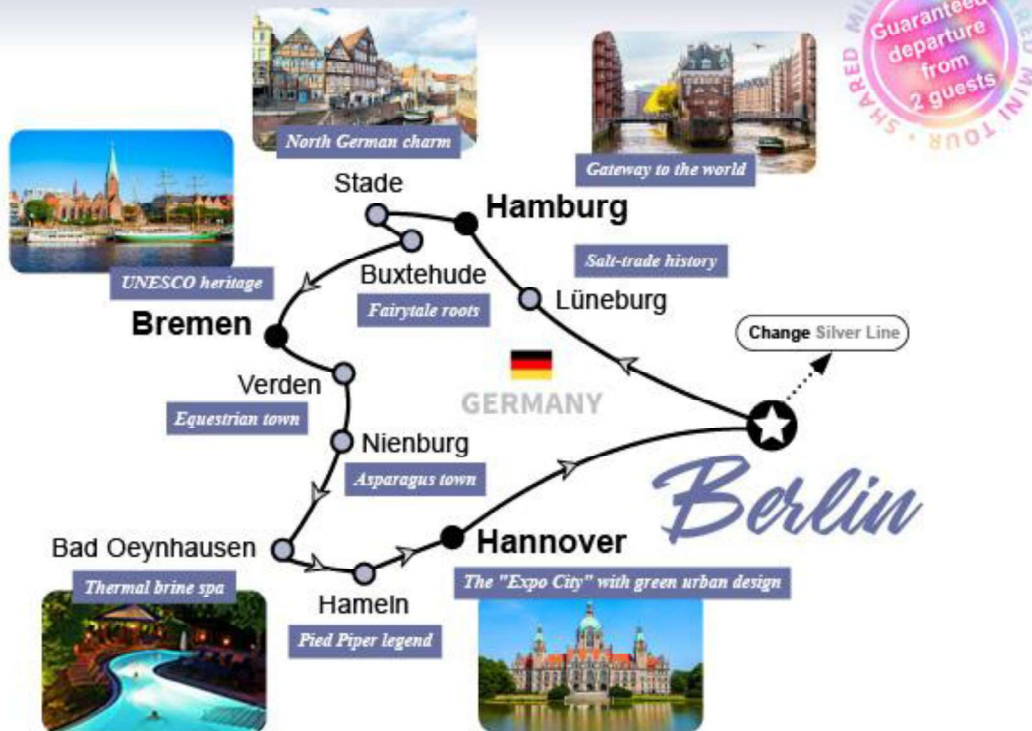 Guaranteed
departure
from
2 guests
SHARED MINI TOUR
North German charm
Gateway to the world
Stade
Hamburg
Salt-trade history
UNESCO heritage
Buxtehude
Fairytale roots
Lüneburg
Bremen
Change Silver Line
Verden
GERMANY
Equestrian town
Nienburg
Asparagus town
Berlin
Bad Oeynhausen
Hannover
Thermal brine spa
The "Expo City" with green urban design
Hameln
Pied Piper legend